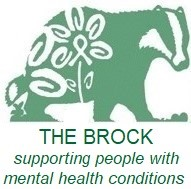 THE BROCK
supporting people with
mental health conditions